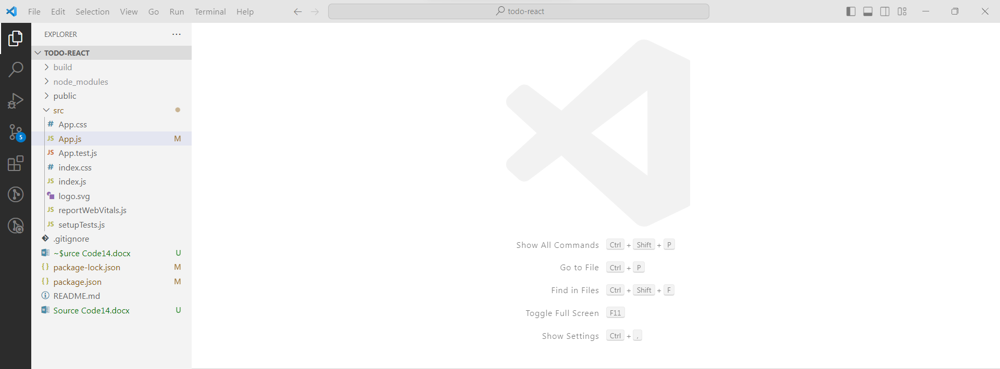 File Edit Selection View Go Run Terminal Help todo-react
EXPLORER ...
TODO-REACT
build
node_modules
public
src
# App.css
JS App.js M
JS App.test.js
# index.css
JS index.js
logo.svg
JS reportWebVitals.js
JS setupTests.js
.gitignore
~$urce Code14.docx U
{} package-lock.json M
{} package.json M
README.md
Source Code14.docx U
5
Show All Commands Ctrl + Shift + P
Go to File Ctrl + P
Find in Files Ctrl + Shift + F
Toggle Full Screen F11
Show Settings Ctrl + ,